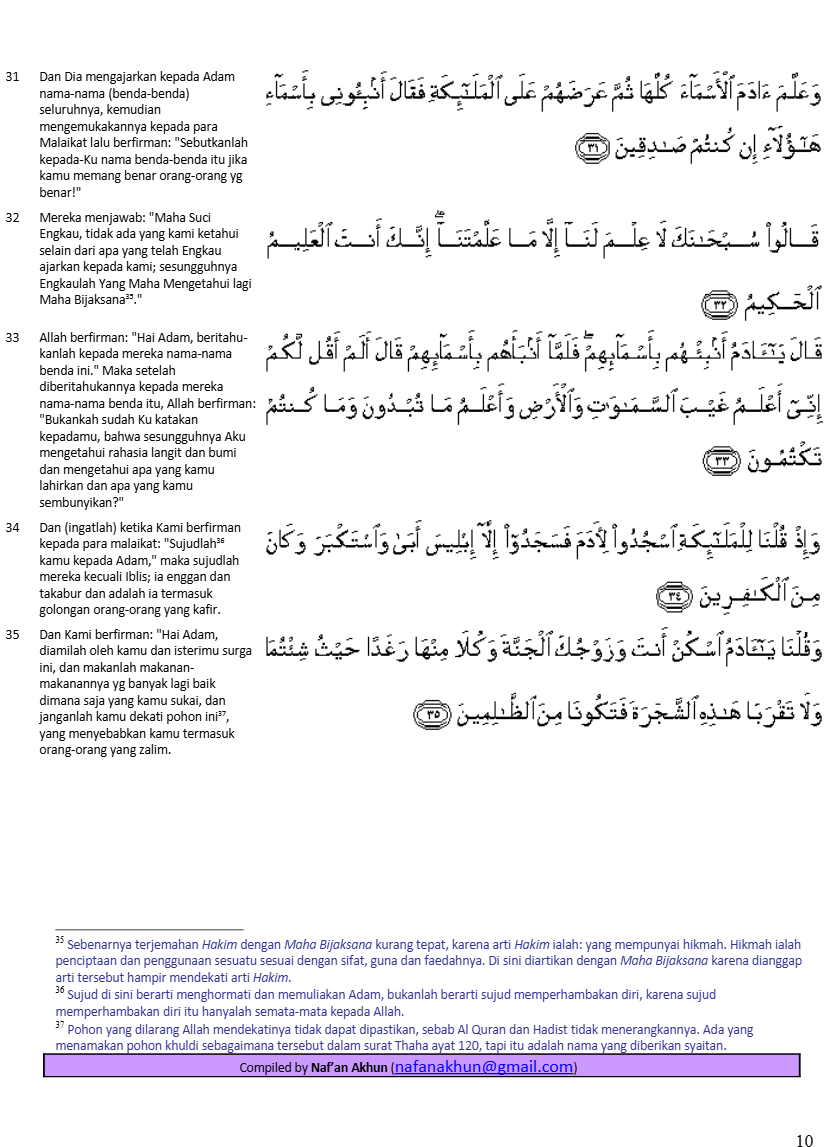 31 Dan Dia mengajarkan kepada Adam
nama-nama (benda-benda)
seluruhnya, kemudian
mengemukakannya kepada para
Malaikat lalu berfirman: "Sebutkanlah
kepada-Ku nama benda-benda itu jika
kamu memang benar orang-orang yg
benar!"
وَعَلَّمَ ءَادَمَ ٱلْأَسْمَآءَ كُلَّهَا ثُمَّ عَرَضَهُمْ عَلَى ٱلْمَلَـٰٓئِكَةِ فَقَالَ أَنۢبِـُٔونِى بِأَسْمَآءِ
هَـٰٓؤُلَآءِ إِن كُنتُمْ صَـٰدِقِينَ ٣١
32 Mereka menjawab: "Maha Suci
Engkau, tidak ada yang kami ketahui
selain dari apa yang telah Engkau
ajarkan kepada kami; sesungguhnya
Engkaulah Yang Maha Mengetahui lagi
Maha Bijaksana³⁵."
قَالُوا۟ سُبْحَـٰنَكَ لَا عِلْمَ لَنَآ إِلَّا مَا عَلَّمْتَنَآ ۖ إِنَّكَ أَنتَ ٱلْعَلِيمُ
ٱلْحَكِيمُ ٣٢
33 Allah berfirman: "Hai Adam, beritahu-
kanlah kepada mereka nama-nama
benda ini." Maka setelah
diberitahukannya kepada mereka
nama-nama benda itu, Allah berfirman:
"Bukankah sudah Ku katakan
kepadamu, bahwa sesungguhnya Aku
mengetahui rahasia langit dan bumi
dan mengetahui apa yang kamu
lahirkan dan apa yang kamu
sembunyikan?"
قَالَ يَـٰٓـَٔادَمُ أَنۢبِئْهُم بِأَسْمَآئِهِمْ ۖ فَلَمَّآ أَنۢبَأَهُم بِأَسْمَآئِهِمْ قَالَ أَلَمْ أَقُل لَّكُمْ
إِنِّىٓ أَعْلَمُ غَيْبَ ٱلسَّمَـٰوَٰتِ وَٱلْأَرْضِ وَأَعْلَمُ مَا تُبْدُونَ وَمَا كُنتُمْ
تَكْتُمُونَ ٣٣
34 Dan (ingatlah) ketika Kami berfirman
kepada para malaikat: "Sujudlah³⁶
kamu kepada Adam," maka sujudlah
mereka kecuali Iblis; ia enggan dan
takabur dan adalah ia termasuk
golongan orang-orang yang kafir.
وَإِذْ قُلْنَا لِلْمَلَـٰٓئِكَةِ ٱسْجُدُوا۟ لِـَٔادَمَ فَسَجَدُوٓا۟ إِلَّآ إِبْلِيسَ أَبَىٰ وَٱسْتَكْبَرَ وَكَانَ
مِنَ ٱلْكَـٰفِرِينَ ٣٤
35 Dan Kami berfirman: "Hai Adam,
diamilah oleh kamu dan isterimu surga
ini, dan makanlah makanan-
makanannya yg banyak lagi baik
dimana saja yang kamu sukai, dan
janganlah kamu dekati pohon ini³⁷,
yang menyebabkan kamu termasuk
orang-orang yang zalim.
وَقُلْنَا يَـٰٓـَٔادَمُ ٱسْكُنْ أَنتَ وَزَوْجُكَ ٱلْجَنَّةَ وَكُلَا مِنْهَا رَغَدًا حَيْثُ شِئْتُمَا
وَلَا تَقْرَبَا هَـٰذِهِ ٱلشَّجَرَةَ فَتَكُونَا مِنَ ٱلظَّـٰلِمِينَ ٣٥
³⁵ Sebenarnya terjemahan Hakim dengan Maha Bijaksana kurang tepat, karena arti Hakim ialah: yang mempunyai hikmah. Hikmah ialah
penciptaan dan penggunaan sesuatu sesuai dengan sifat, guna dan faedahnya. Di sini diartikan dengan Maha Bijaksana karena dianggap
arti tersebut hampir mendekati arti Hakim.
³⁶ Sujud di sini berarti menghormati dan memuliakan Adam, bukanlah berarti sujud memperhambakan diri, karena sujud
memperhambakan diri itu hanyalah semata-mata kepada Allah.
³⁷ Pohon yang dilarang Allah mendekatinya tidak dapat dipastikan, sebab Al Quran dan Hadist tidak menerangkannya. Ada yang
menamakan pohon khuldi sebagaimana tersebut dalam surat Thaha ayat 120, tapi itu adalah nama yang diberikan syaitan.
Compiled by Naf'an Akhun (nafanakhun@gmail.com)
10